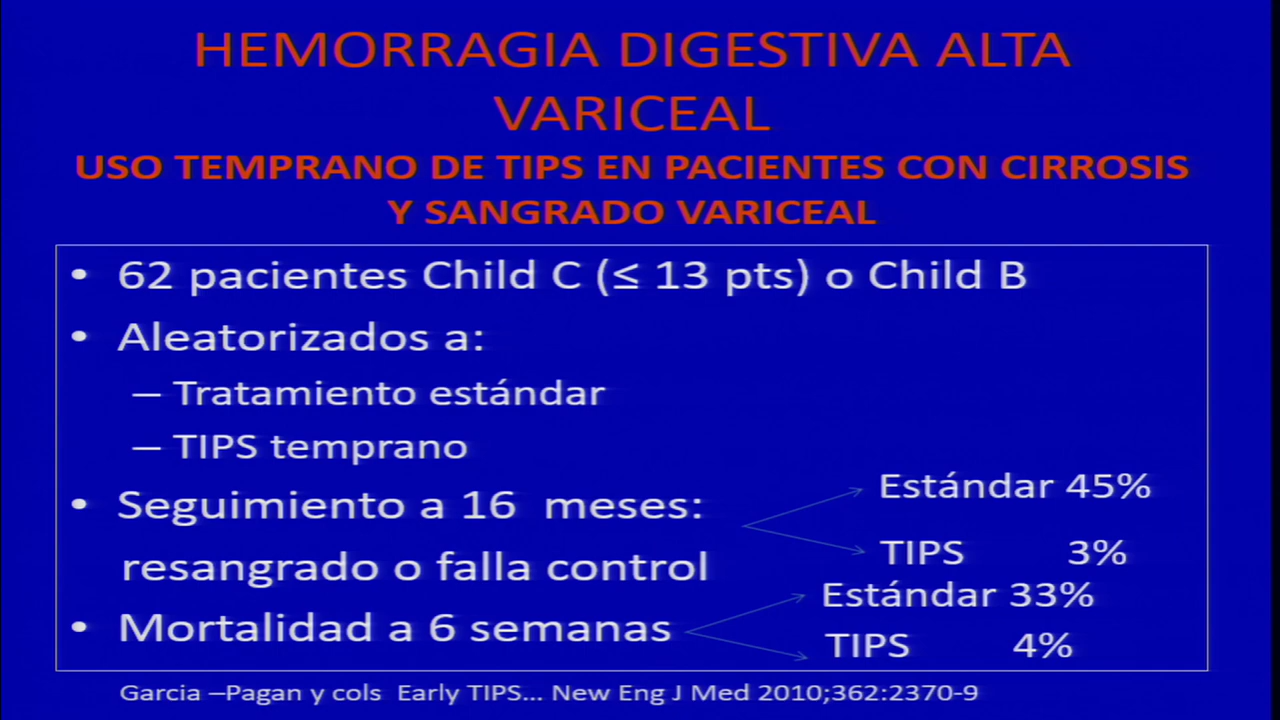 HEMORRAGIA DIGESTIVA ALTA
VARICEAL
USO TEMPRANO DE TIPS EN PACIENTES CON CIRROSIS
Y SANGRADO VARICEAL
• 62 pacientes Child C (≤ 13 pts) o Child B
• Aleatorizados a:
– Tratamiento estándar
– TIPS temprano
• Seguimiento a 16 meses:
resangrado o falla control
Estándar 45%
TIPS 3%
• Mortalidad a 6 semanas
Estándar 33%
TIPS 4%
Garcia –Pagan y cols Early TIPS... New Eng J Med 2010;362:2370-9